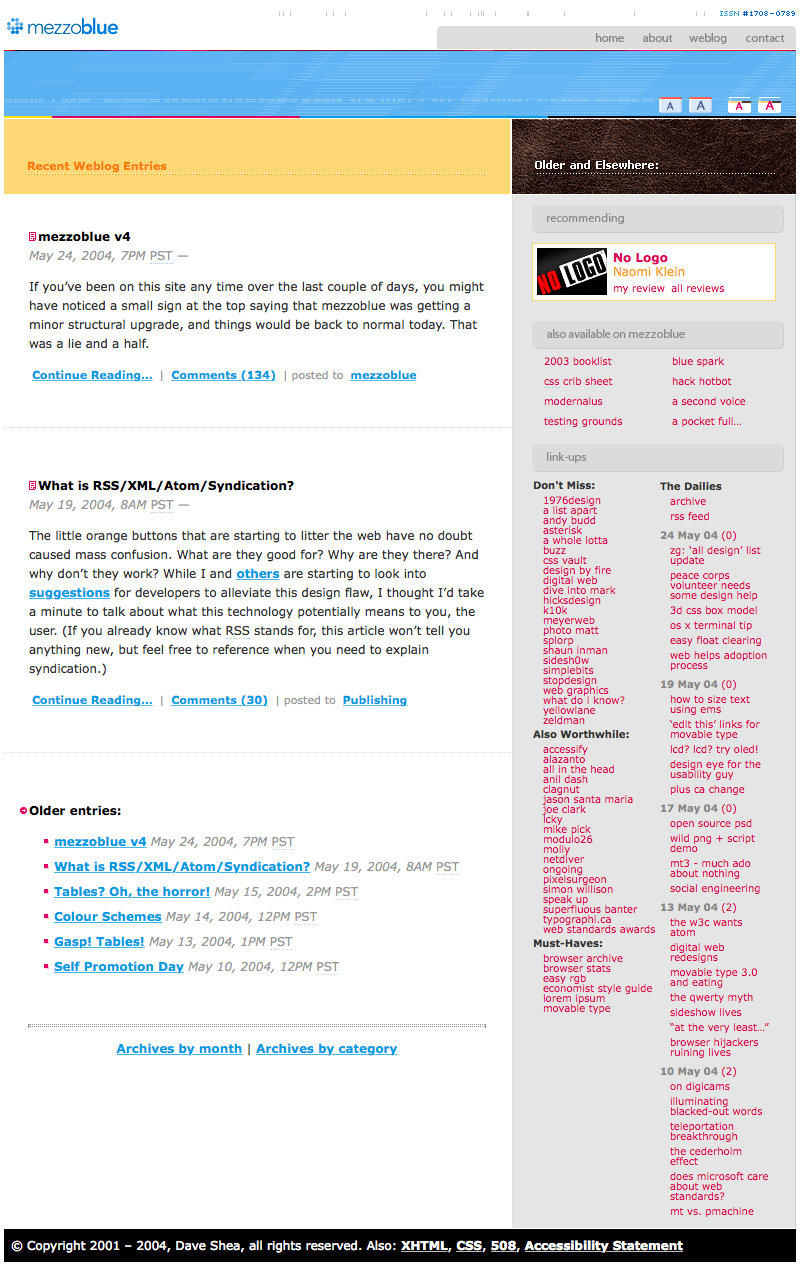 ISSN #1708-0789
mezzoblue
home about weblog contact
A A A A
Recent Weblog Entries
mezzoblue v4
May 24, 2004, 7PM PST —
If you’ve been on this site any time over the last couple of days, you might
have noticed a small sign at the top saying that mezzoblue was getting a
minor structural upgrade, and things would be back to normal today. That
was a lie and a half.
Continue Reading... | Comments (134) | posted to mezzoblue
What is RSS/XML/Atom/Syndication?
May 19, 2004, 8AM PST —
The little orange buttons that are starting to litter the web have no doubt
caused mass confusion. What are they good for? Why are they there? And
why don’t they work? While I and others are starting to look into
suggestions for developers to alleviate this design flaw, I thought I’d take
a minute to talk about what this technology potentially means to you, the
user. (If you already know what RSS stands for, this article won’t tell you
anything new, but feel free to reference when you need to explain
syndication.)
Continue Reading... | Comments (30) | posted to Publishing
Older entries:
mezzoblue v4 May 24, 2004, 7PM PST
What is RSS/XML/Atom/Syndication? May 19, 2004, 8AM PST
Tables? Oh, the horror! May 15, 2004, 2PM PST
Colour Schemes May 14, 2004, 12PM PST
Gasp! Tables! May 13, 2004, 1PM PST
Self Promotion Day May 10, 2004, 12PM PST
Archives by month | Archives by category
Older and Elsewhere:
recommending
NO LOGO
No Logo
Naomi Klein
my review all reviews
also available on mezzoblue
2003 booklist blue spark
css crib sheet hack hotbot
modernalus a second voice
testing grounds a pocket full...
link-ups
Don't Miss:
1976design
a list apart
andy budd
asterisk
a whole lotta
buzz
css vault
design by fire
digital web
dive into mark
hicksdesign
k10k
meyerweb
photo matt
splorp
shaun inman
sidesh0w
simplebits
stopdesign
web graphics
what do i know?
yellowlane
zeldman
Also Worthwhile:
accessify
alazanto
all in the head
anil dash
clagnut
jason santa maria
joe clark
lcky
mike pick
modulo26
molly
netdiver
ongoing
pixelsurgeon
simon willison
speak up
superfluous banter
typographi.ca
web standards awards
Must-Haves:
browser archive
browser stats
easy rgb
economist style guide
lorem ipsum
movable type
The Dailies
archive
rss feed
24 May 04 (0)
zg: ‘all design’ list
update
peace corps
volunteer needs
some design help
3d css box model
os x terminal tip
easy float clearing
web helps adoption
process
19 May 04 (0)
how to size text
using ems
‘edit this’ links for
movable type
lcd? lcd? try oled!
design eye for the
usability guy
plus ca change
17 May 04 (0)
open source psd
wild png + script
demo
mt3 - much ado
about nothing
social engineering
13 May 04 (2)
the w3c wants
atom
digital web
redesigns
movable type 3.0
and eating
the qwerty myth
sideshow lives
“at the very least...”
browser hijackers
ruining lives
10 May 04 (2)
on digicams
illuminating
blacked-out words
teleportation
breakthrough
the cederholm
effect
does microsoft care
about web
standards?
mt vs. pmachine
© Copyright 2001 – 2004, Dave Shea, all rights reserved. Also: XHTML, CSS, 508, Accessibility Statement